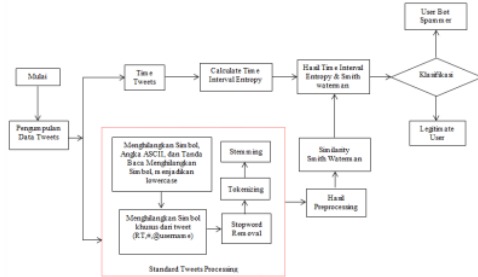 User Bot
Spammer
Mulai
Time
Tweets
Calculate Time
Interval Entropy
Hasil Time Interval
Entropy & Smith
waterman
Klasifikasi
Pengumpulan
Data Tweets
Legitimate
User
Menghilangkan Simbol,
Angka ASCII, dan Tanda
Baca Menghilangkan
Simbol, menjadikan
lowercase
Stemming
Tokenizing
Stopword
Removal
Menghilangkan Simbol
khusus dari tweet
(RT,#,@username)
Similarity
Smith Waterman
Hasil
Preprocessing
Standard Tweets Processing